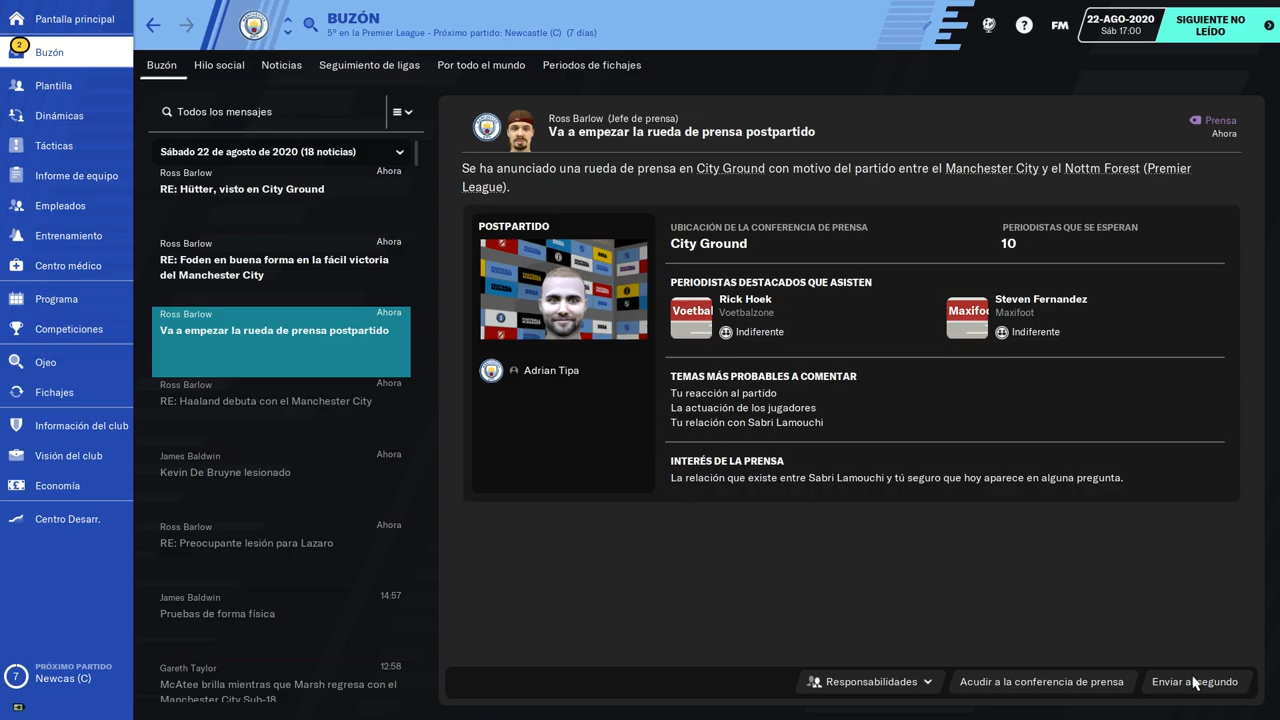 Pantalla principal
2
Buzón
Plantilla
Dinámicas
Tácticas
Informe de equipo
Empleados
Entrenamiento
Centro médico
Programa
Competiciones
Ojeo
Fichajes
Información del club
Visión del club
Economía
Centro Desarr.
7
PRÓXIMO PARTIDO
Newcas (C)
BUZÓN
5º en la Premier League - Próximo partido: Newcastle (C) (7 días)
?
FM
22-AGO-2020
Sáb 17:00
SIGUIENTE NO
LEÍDO
Buzón Hilo social Noticias Seguimiento de ligas Por todo el mundo Periodos de fichajes
Todos los mensajes
Sábado 22 de agosto de 2020 (18 noticias)
Ross Barlow Ahora
RE: Hütter, visto en City Ground
Ross Barlow Ahora
RE: Foden en buena forma en la fácil victoria
del Manchester City
Ross Barlow Ahora
Va a empezar la rueda de prensa postpartido
Ross Barlow Ahora
RE: Haaland debuta con el Manchester City
James Baldwin Ahora
Kevin De Bruyne lesionado
Ross Barlow Ahora
RE: Preocupante lesión para Lazaro
James Baldwin 14:57
Pruebas de forma física
Gareth Taylor 12:58
McAtee brilla mientras que Marsh regresa con el
Manchester City Sub-18
Ross Barlow (Jefe de prensa)
Va a empezar la rueda de prensa postpartido
Prensa
Ahora
Se ha anunciado una rueda de prensa en City Ground con motivo del partido entre el Manchester City y el Nottm Forest (Premier
League).
POSTPARTIDO
Adrian Tipa
UBICACIÓN DE LA CONFERENCIA DE PRENSA
City Ground
PERIODISTAS QUE SE ESPERAN
10
PERIODISTAS DESTACADOS QUE ASISTEN
Voetbal
Rick Hoek
Voetbalzone
Indiferente
Maxifoo
Steven Fernandez
Maxifoot
Indiferente
TEMAS MÁS PROBABLES A COMENTAR
Tu reacción al partido
La actuación de los jugadores
Tu relación con Sabri Lamouchi
INTERÉS DE LA PRENSA
La relación que existe entre Sabri Lamouchi y tú seguro que hoy aparece en alguna pregunta.
Responsabilidades
Acudir a la conferencia de prensa
Enviar a segundo